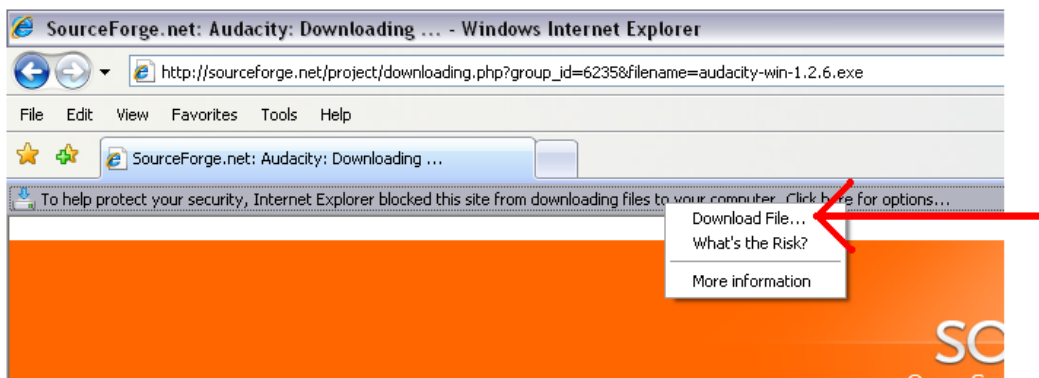 SourceForge.net: Audacity: Downloading ... - Windows Internet Explorer
http://sourceforge.net/project/downloading.php?group_id=6235&filename=audacity-win-1.2.6.exe
File Edit View Favorites Tools Help
SourceForge.net: Audacity: Downloading ...
To help protect your security, Internet Explorer blocked this site from downloading files to your computer. Click here for options...
Download File...
What's the Risk?
More information
SO